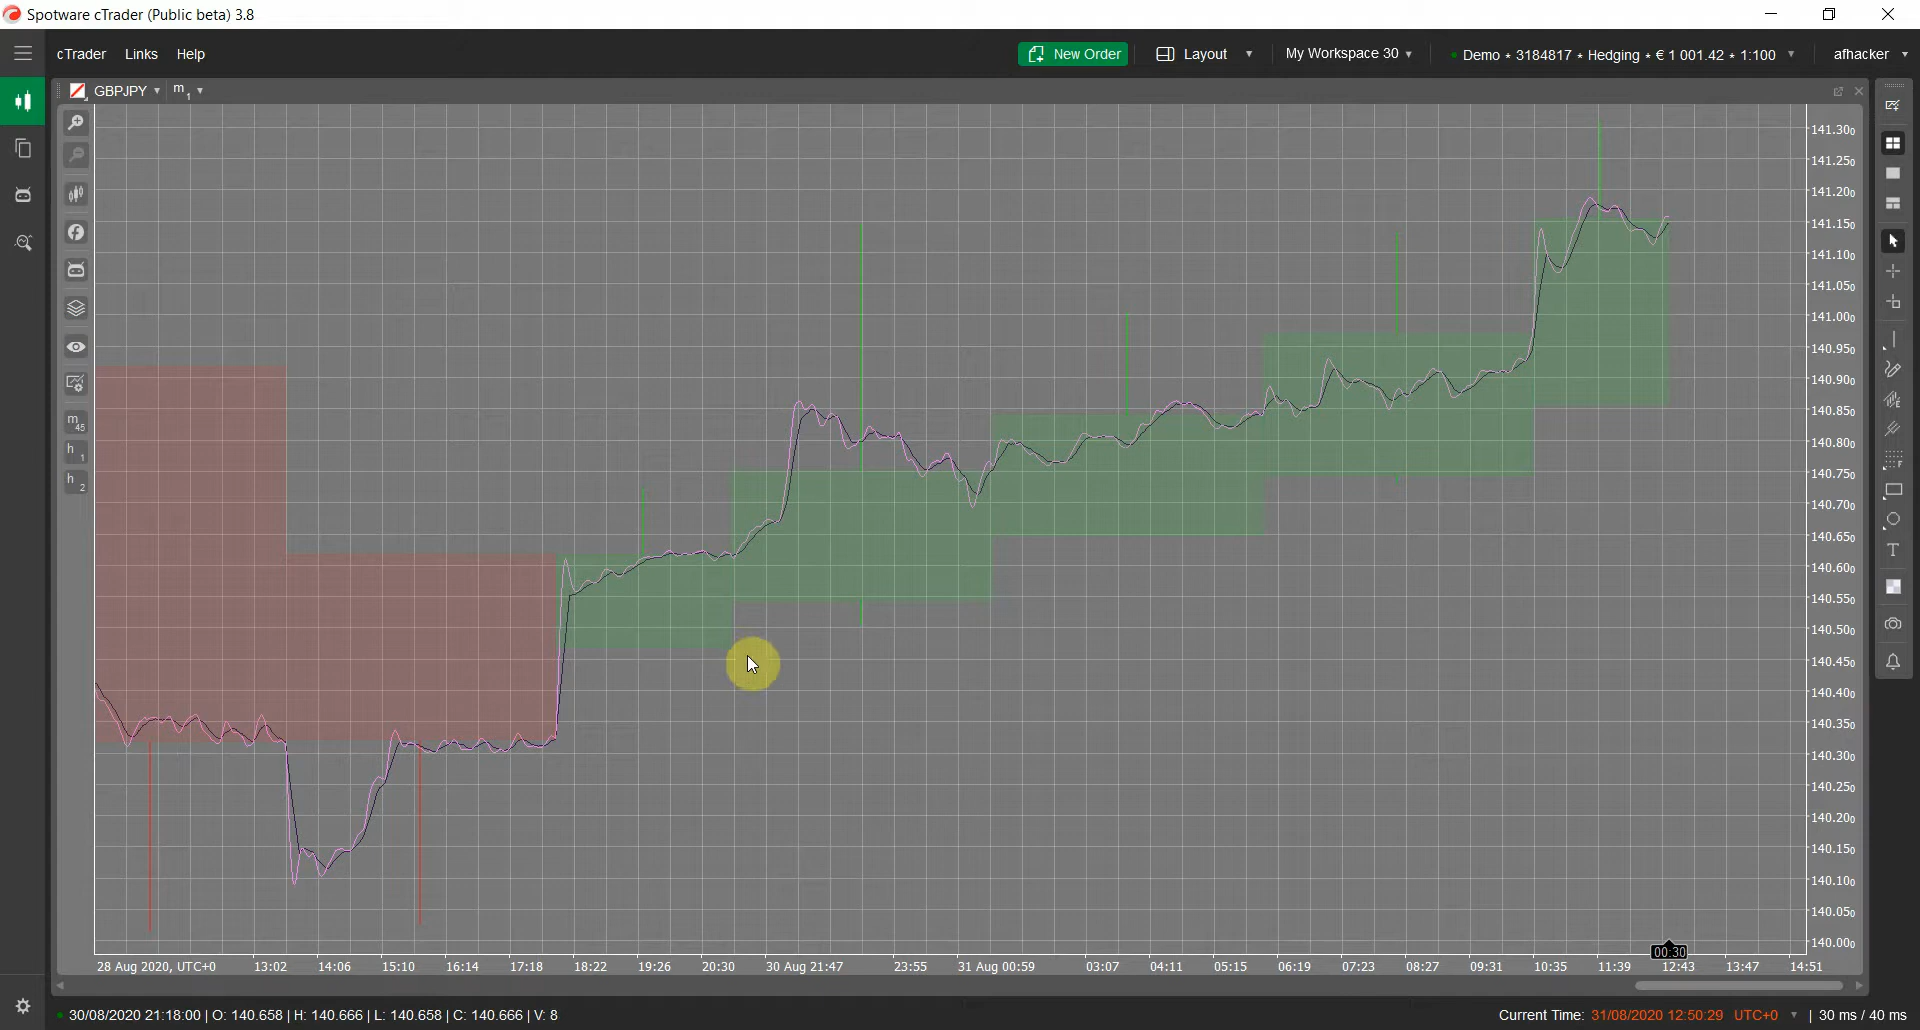 Spotware cTrader (Public beta) 3.8
cTrader Links Help
New Order Layout My Workspace 30 Demo • 3184817 • Hedging • € 1 001.42 • 1:100 afhacker
GBPJPY m1
141.300
141.250
141.200
141.150
141.100
141.050
141.000
140.950
140.900
140.850
140.800
140.750
140.700
140.650
140.600
140.550
140.500
140.450
140.400
140.350
140.300
140.250
140.200
140.150
140.100
140.050
140.000
m45
h1
h2
00:30
28 Aug 2020, UTC+0 13:02 14:06 15:10 16:14 17:18 18:22 19:26 20:30 30 Aug 21:47 23:55 31 Aug 00:59 03:07 04:11 05:15 06:19 07:23 08:27 09:31 10:35 11:39 12:43 13:47 14:51
30/08/2020 21:18:00 | O: 140.658 | H: 140.666 | L: 140.658 | C: 140.666 | V: 8
Current Time: 31/08/2020 12:50:29 UTC+0 | 30 ms / 40 ms